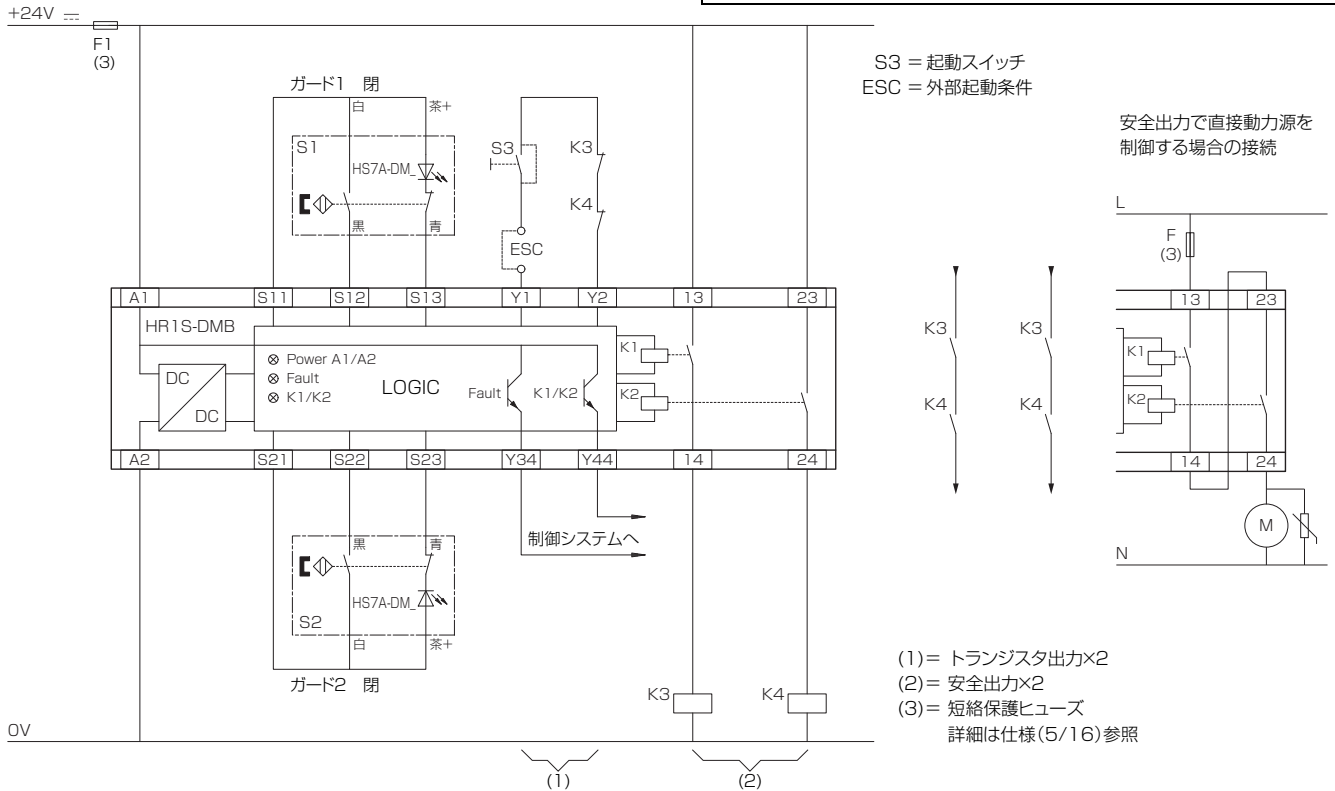 +24V
F1
(3)
ガード1 閉
白
茶+
S1
HS7A-DM_
黒
青
S3
K3
K4
ESC
S3 = 起動スイッチ
ESC = 外部起動条件
安全出力で直接動力源を
制御する場合の接続
L
F
(3)
A1
S11
S12
S13
Y1
Y2
13
23
13
23
HR1S-DMB
DC
DC
Power A1/A2
Fault
K1/K2
LOGIC
Fault
K1/K2
K1
K2
K3
K3
K4
K4
K1
K2
A2
S21
S22
S23
Y34
Y44
14
24
14
24
M
N
黒
青
HS7A-DM_
S2
白
茶+
ガード2 閉
制御システムへ
K3
K4
(1)= トランジスタ出力×2
(2)= 安全出力×2
(3)= 短絡保護ヒューズ
詳細は仕様(5/16)参照
0V
(1)
(2)